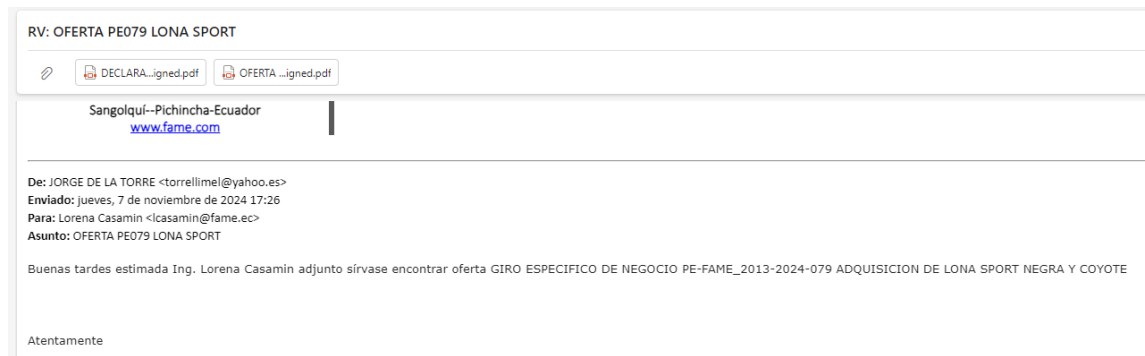 RV: OFERTA PE079 LONA SPORT
DECLARA...igned.pdf OFERTA ...igned.pdf
Sangolquí--Pichincha-Ecuador
www.fame.com
De: JORGE DE LA TORRE <torrellimel@yahoo.es>
Enviado: jueves, 7 de noviembre de 2024 17:26
Para: Lorena Casamin <lcasamin@fame.ec>
Asunto: OFERTA PE079 LONA SPORT
Buenas tardes estimada Ing. Lorena Casamin adjunto sírvase encontrar oferta GIRO ESPECIFICO DE NEGOCIO PE-FAME_2013-2024-079 ADQUISICION DE LONA SPORT NEGRA Y COYOTE
Atentamente